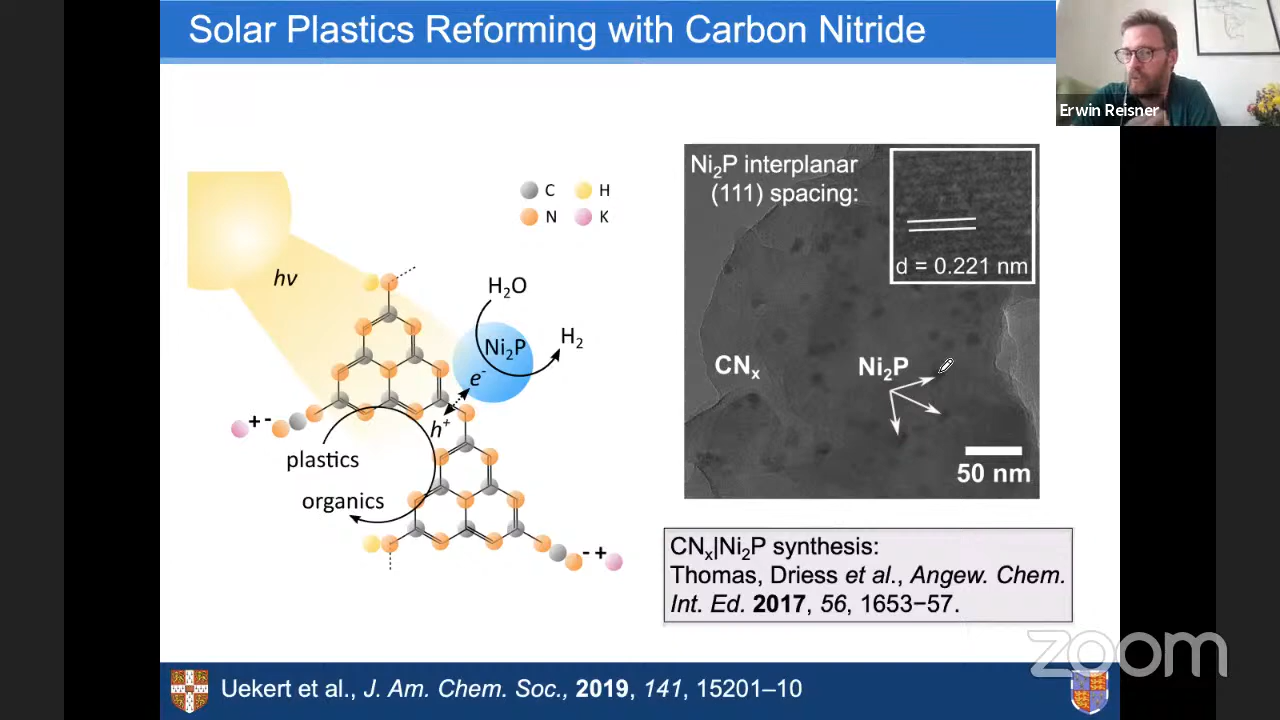 Solar Plastics Reforming with Carbon Nitride
Erwin Reisner
C H
N K
hν
H₂O
Ni₂P
H₂
e⁻
h⁺
+ -
plastics
organics
- +
Ni₂P interplanar
(111) spacing:
d = 0.221 nm
CNₓ
Ni₂P
50 nm
CNₓ|Ni₂P synthesis:
Thomas, Driess et al., Angew. Chem.
Int. Ed. 2017, 56, 1653−57.
zoom
Uekert et al., J. Am. Chem. Soc., 2019, 141, 15201–10